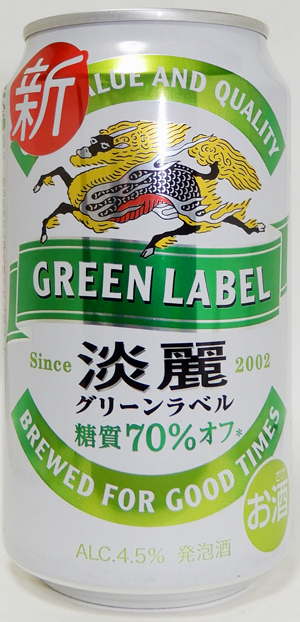 新
VALUE AND QUALITY
GREEN LABEL
Since 2002
淡麗
グリーンラベル
糖質70%オフ*
BREWED FOR GOOD TIMES
お酒
ALC.4.5% 発泡酒